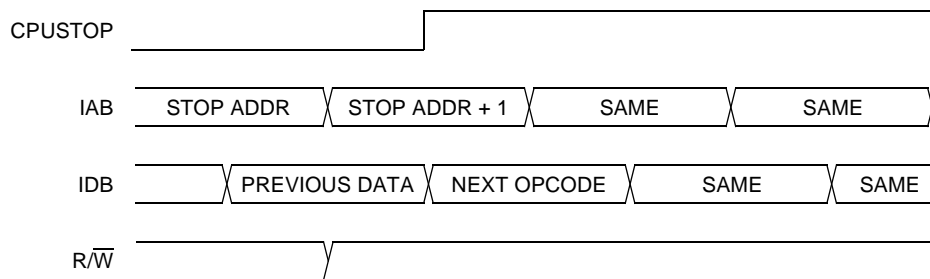 CPUSTOP
IAB STOP ADDR STOP ADDR + 1 SAME SAME
IDB PREVIOUS DATA NEXT OPCODE SAME SAME
R/W̅